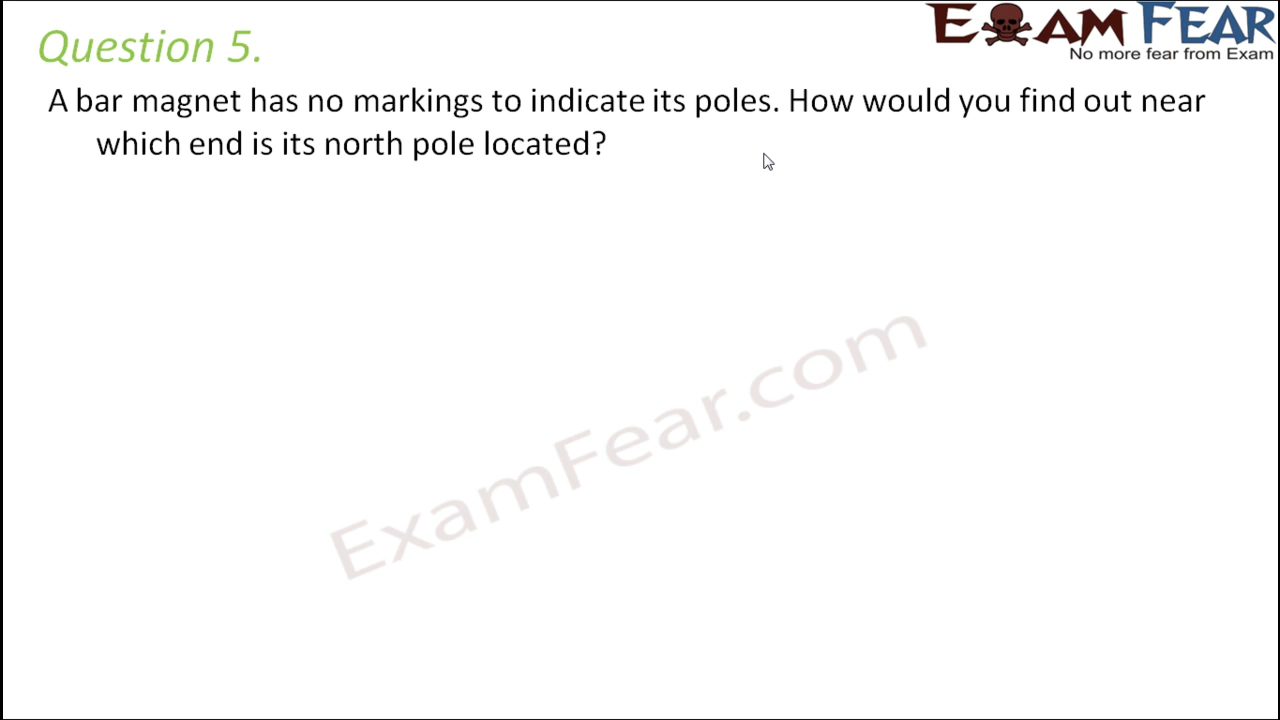 Question 5.
EXAM FEAR
No more fear from Exam
A bar magnet has no markings to indicate its poles. How would you find out near
which end is its north pole located?
ExamFear.com